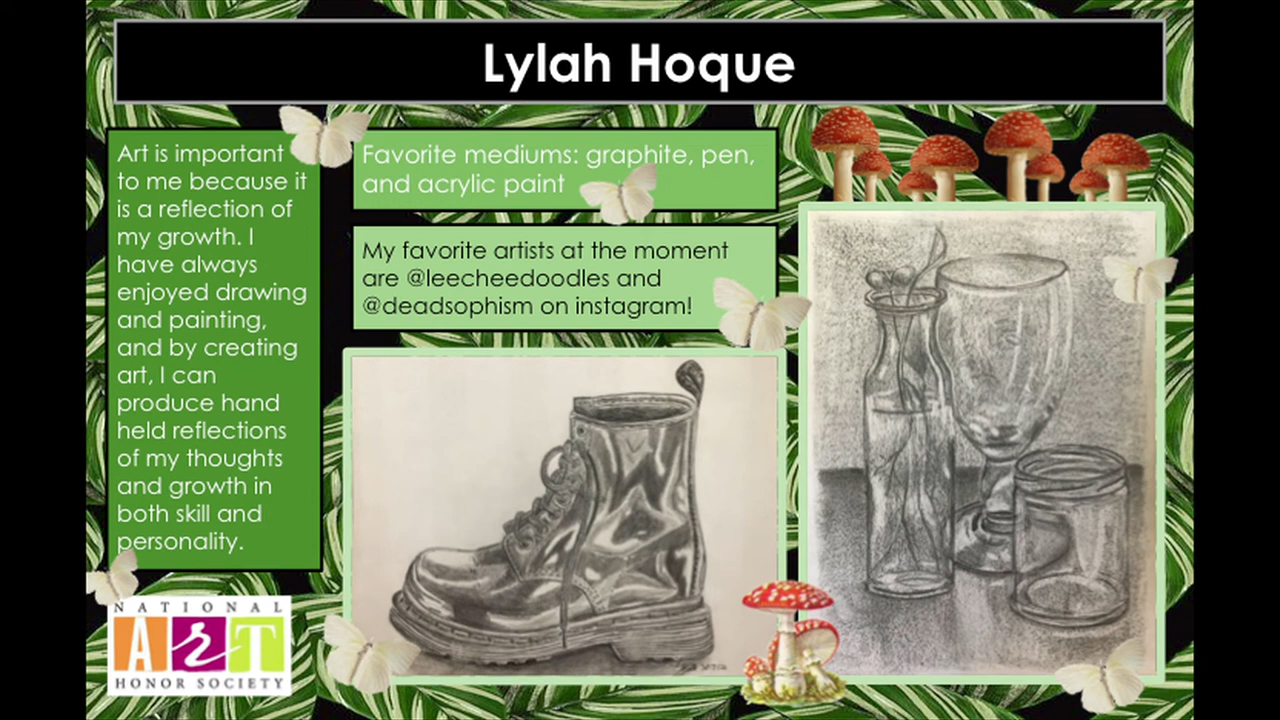 Lylah Hoque
Art is important
to me because it
is a reflection of
my growth. I
have always
enjoyed drawing
and painting,
and by creating
art, I can
produce hand
held reflections
of my thoughts
and growth in
both skill and
personality.
Favorite mediums: graphite, pen,
and acrylic paint
My favorite artists at the moment
are @leecheedoodles and
@deadsophism on instagram!
NATIONAL
ArT
HONOR SOCIETY